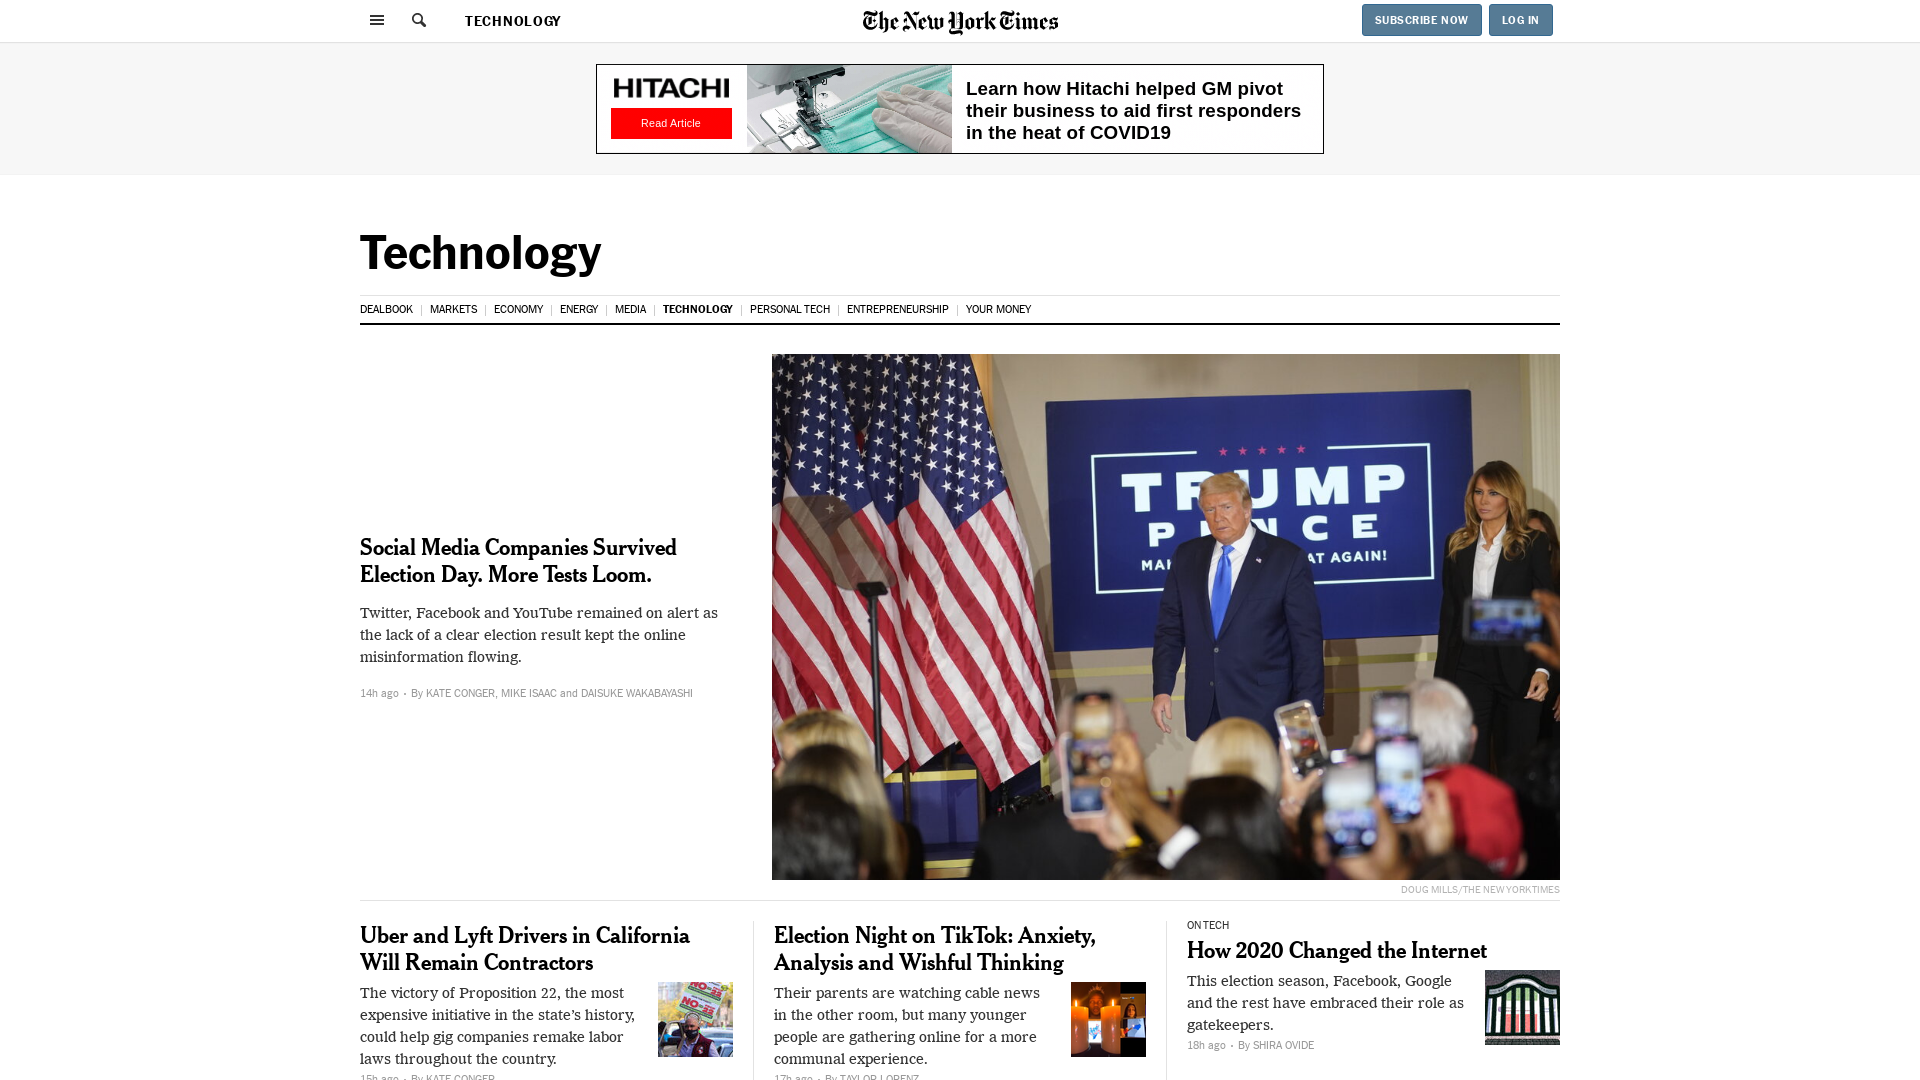 TECHNOLOGY
The New York Times
SUBSCRIBE NOW
LOG IN
HITACHI
Read Article
Learn how Hitachi helped GM pivot
their business to aid first responders
in the heat of COVID19
Technology
DEALBOOK
MARKETS
ECONOMY
ENERGY
MEDIA
TECHNOLOGY
PERSONAL TECH
ENTREPRENEURSHIP
YOUR MONEY
Social Media Companies Survived
Election Day. More Tests Loom.
Twitter, Facebook and YouTube remained on alert as
the lack of a clear election result kept the online
misinformation flowing.
14h ago · By KATE CONGER, MIKE ISAAC and DAISUKE WAKABAYASHI
TRUMP
AT AGAIN!
DOUG MILLS/THE NEW YORK TIMES
Uber and Lyft Drivers in California
Will Remain Contractors
The victory of Proposition 22, the most
expensive initiative in the state’s history,
could help gig companies remake labor
laws throughout the country.
15h ago · By KATE CONGER
Election Night on TikTok: Anxiety,
Analysis and Wishful Thinking
Their parents are watching cable news
in the other room, but many younger
people are gathering online for a more
communal experience.
17h ago · By TAYLOR LORENZ
ON TECH
How 2020 Changed the Internet
This election season, Facebook, Google
and the rest have embraced their role as
gatekeepers.
18h ago · By SHIRA OVIDE